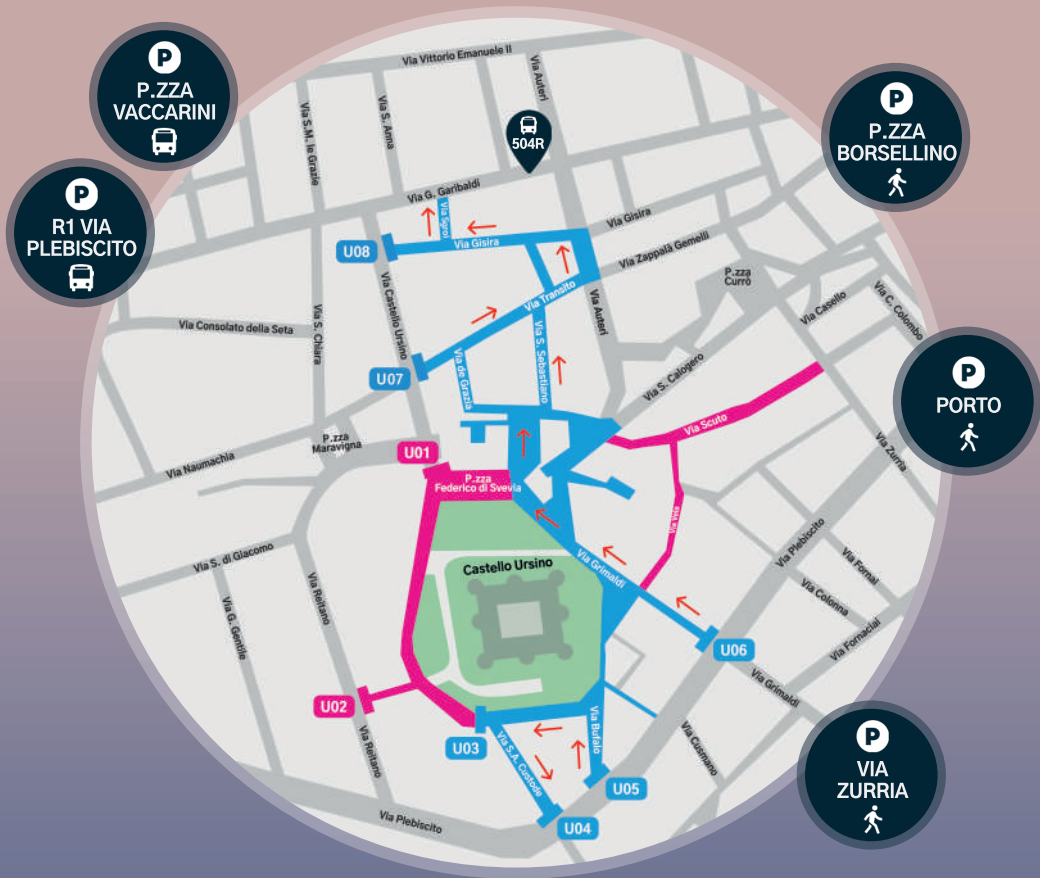 P
P.ZZA
VACCARINI
P
R1 VIA
PLEBISCITO
P
P.ZZA
BORSELLINO
P
PORTO
P
VIA
ZURRIA
Via Vittorio Emanuele II
Via Auteri
Via S. Anna
Via S.M. le Grazie
504R
Via G. Garibaldi
Via Sgroi
Via Gisira
Via Gisira
U08
Via Zappalà Gemelli
P.zza
Currò
Via Transito
Via Castello Ursino
Via Auteri
Via Casello
Via C. Colombo
Via Consolato della Seta
Via S. Chiara
Via S. Sebastiano
U07
Via de Grazia
Via S. Calogero
Via Scuto
P.zza
Maravigna
U01
Via Naumachia
P.zza
Federico di Svevia
Via Zurria
Via Velis
Via Plebiscito
Via S. di Giacomo
Castello Ursino
Via Grimaldi
Via Fornai
Via Colonna
Via Reitano
Via G. Gentile
Via Fornaciai
U06
Via Grimaldi
U02
Via Reitano
U03
Via S.A. Custode
Via Bufalo
Via Cusmano
U05
Via Plebiscito
U04